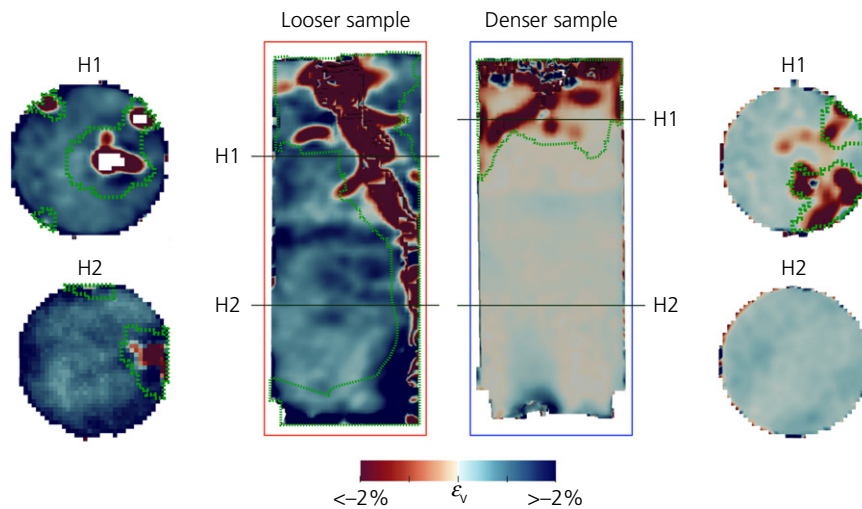 Looser sample
Denser sample
H1
H1
H1
H1
H2
H2
H2
H2
<–2%
εv
>–2%